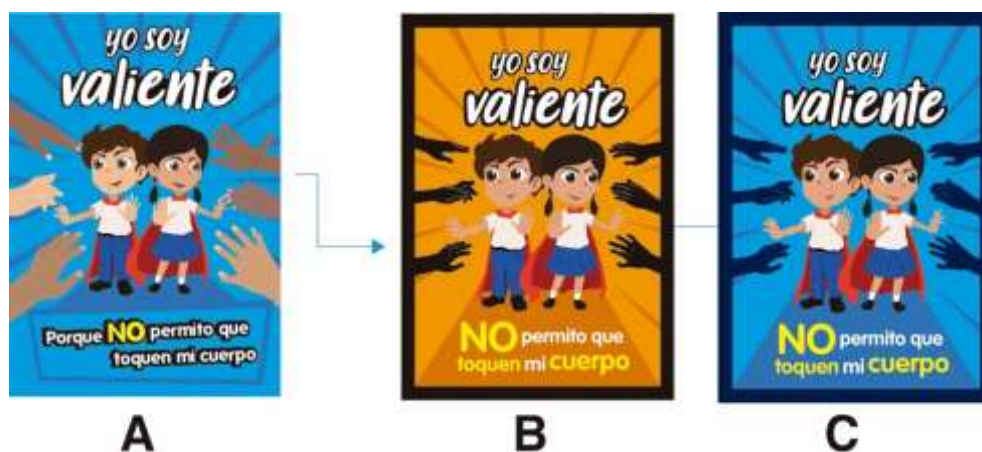 yo soy
valiente
Porque NO permito que
toquen mi cuerpo
A
yo soy
valiente
NO permito que
toquen mi cuerpo
B
yo soy
valiente
NO permito que
toquen mi cuerpo
C